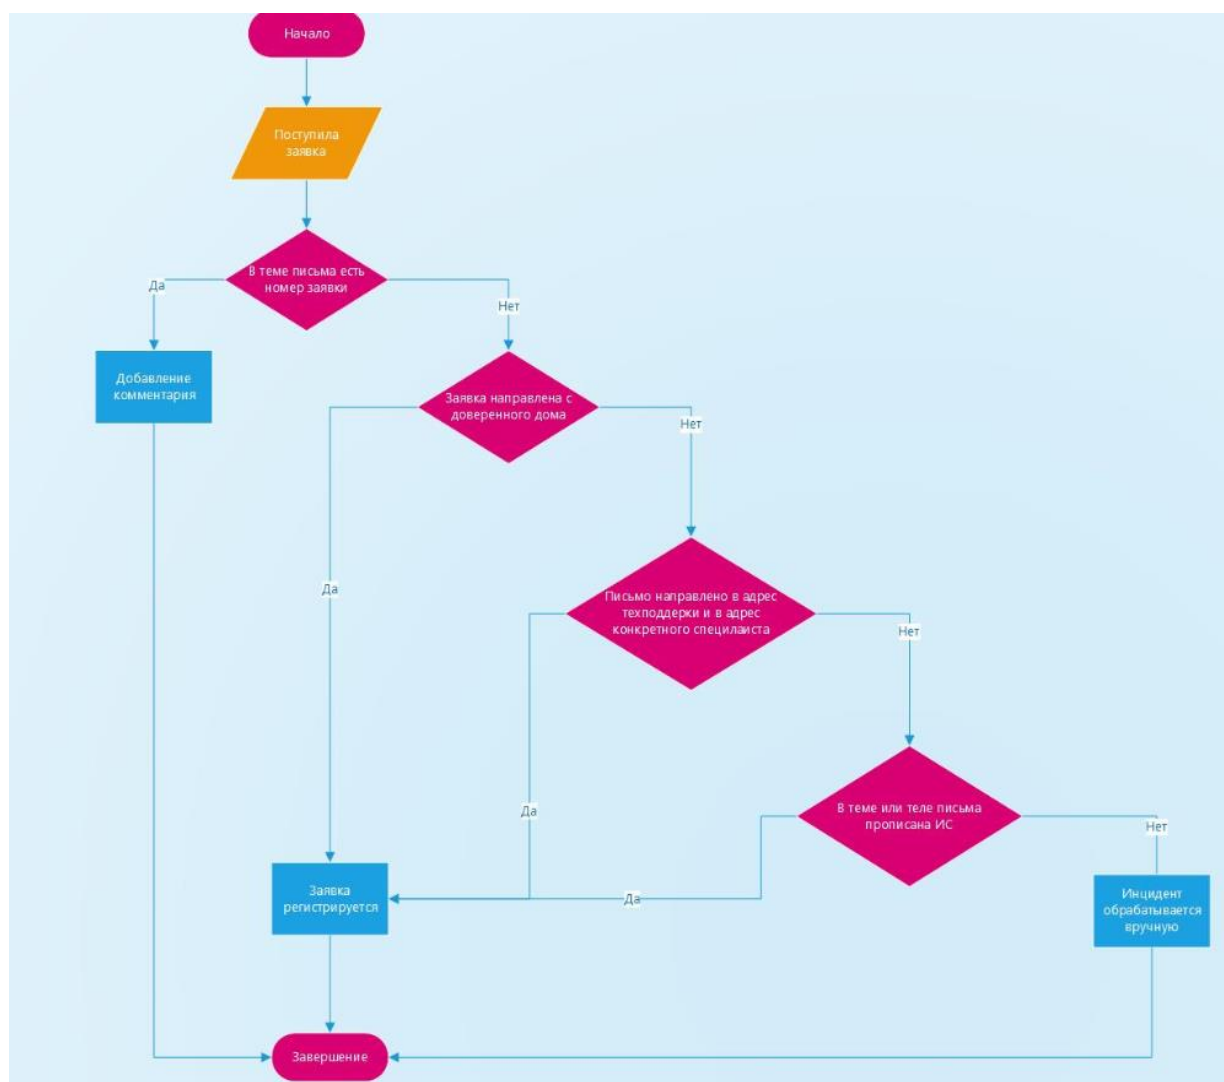 Начало
Поступила
заявка
В теме письма есть
номер заявки
Да
Нет
Добавление
комментария
Заявка направлена с
доверенного дома
Нет
Да
Письмо направлено в адрес
техподдерки и в адрес
конкретного специлаиста
Нет
Да
В теме или теле письма
прописана ИС
Нет
Заявка
регистрируется
Да
Инцидент
обрабатывается
вручную
Завершение